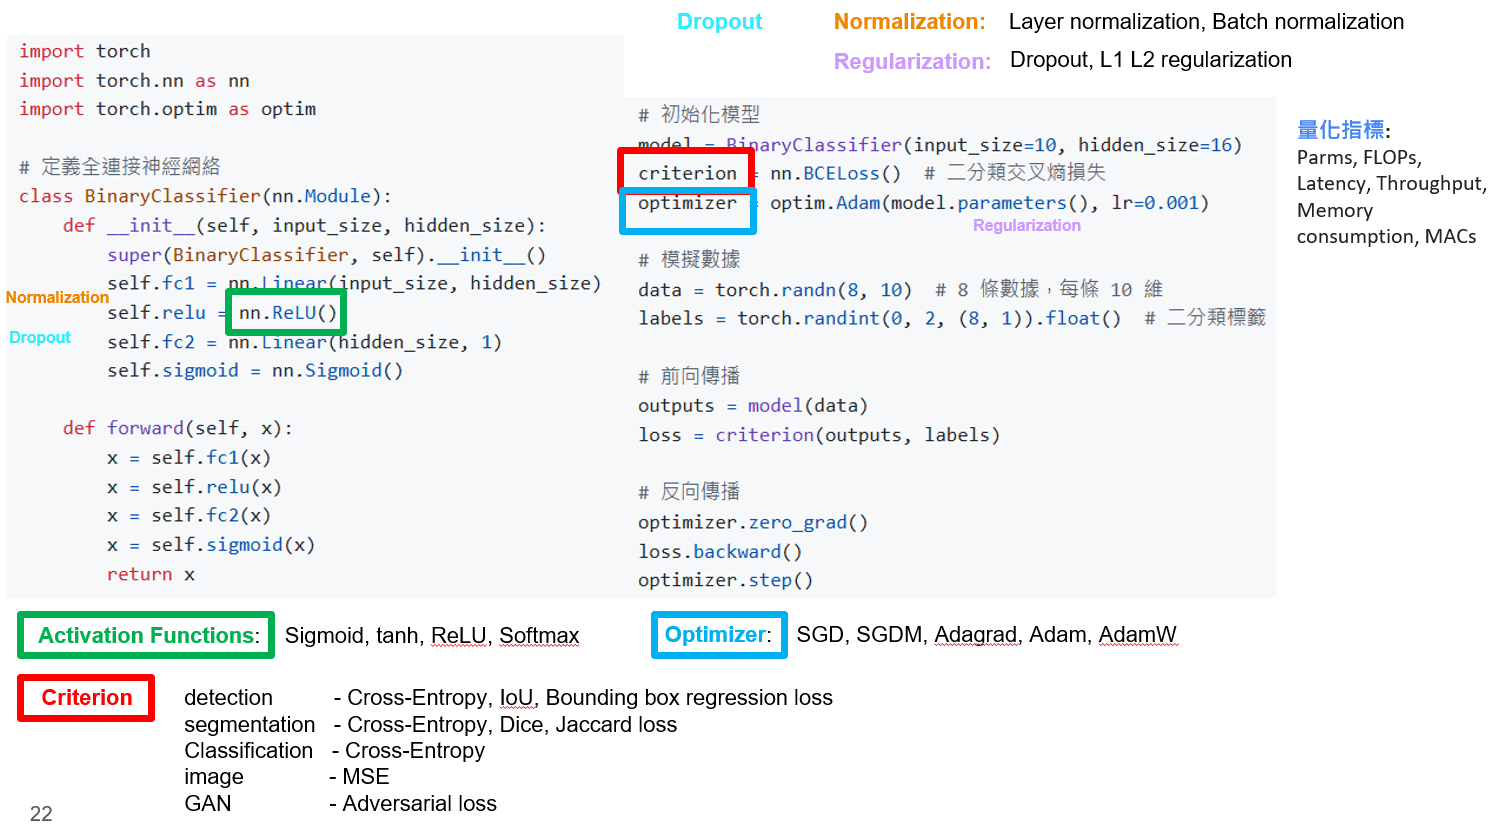 Dropout
Normalization: Layer normalization, Batch normalization
Regularization: Dropout, L1 L2 regularization
import torch
import torch.nn as nn
import torch.optim as optim
# 定義全連接神經網絡
class BinaryClassifier(nn.Module):
def __init__(self, input_size, hidden_size):
super(BinaryClassifier, self).__init__()
self.fc1 = nn.Linear(input_size, hidden_size)
Normalization
self.relu = nn.ReLU()
Dropout
self.fc2 = nn.Linear(hidden_size, 1)
self.sigmoid = nn.Sigmoid()
def forward(self, x):
x = self.fc1(x)
x = self.relu(x)
x = self.fc2(x)
x = self.sigmoid(x)
return x
# 初始化模型
model = BinaryClassifier(input_size=10, hidden_size=16)
criterion = nn.BCELoss() # 二分類交叉熵損失
optimizer = optim.Adam(model.parameters(), lr=0.001)
Regularization
# 模擬數據
data = torch.randn(8, 10) # 8 條數據，每條 10 維
labels = torch.randint(0, 2, (8, 1)).float() # 二分類標籤
# 前向傳播
outputs = model(data)
loss = criterion(outputs, labels)
# 反向傳播
optimizer.zero_grad()
loss.backward()
optimizer.step()
量化指標:
Parms, FLOPs,
Latency, Throughput,
Memory
consumption, MACs
Activation Functions: Sigmoid, tanh, ReLU, Softmax
Optimizer: SGD, SGDM, Adagrad, Adam, AdamW
Criterion
detection - Cross-Entropy, IoU, Bounding box regression loss
segmentation - Cross-Entropy, Dice, Jaccard loss
Classification - Cross-Entropy
image - MSE
GAN - Adversarial loss
22